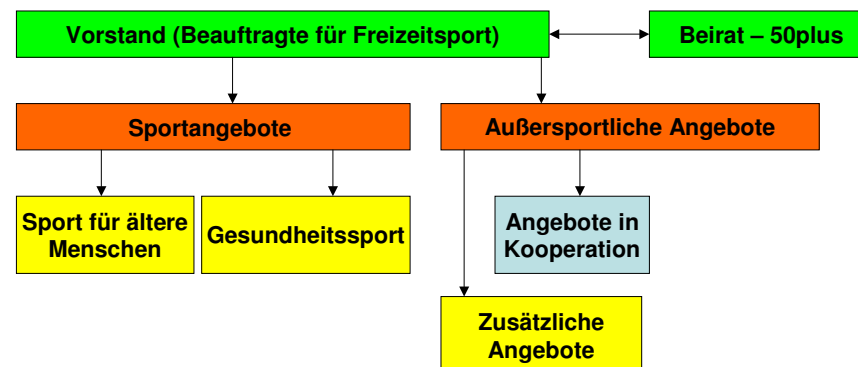 Vorstand (Beauftragte für Freizeitsport)
Beirat – 50plus
Sportangebote
Außersportliche Angebote
Sport für ältere
Menschen
Gesundheitssport
Angebote in
Kooperation
Zusätzliche
Angebote